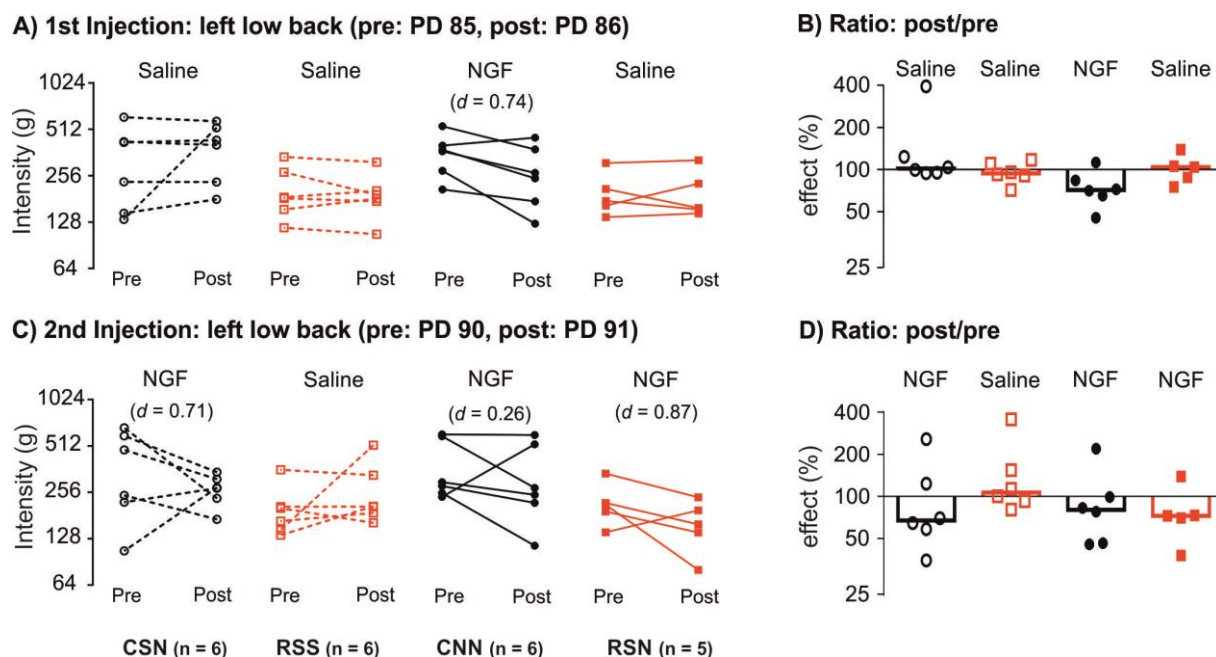 A) 1st Injection: left low back (pre: PD 85, post: PD 86)
B) Ratio: post/pre
Saline Saline NGF Saline
(d = 0.74)
Intensity (g)
1024
512
256
128
64
Pre Post Pre Post Pre Post Pre Post
Saline Saline NGF Saline
effect (%)
400
200
100
50
25
C) 2nd Injection: left low back (pre: PD 90, post: PD 91)
D) Ratio: post/pre
NGF Saline NGF NGF
(d = 0.71) (d = 0.26) (d = 0.87)
Intensity (g)
1024
512
256
128
64
Pre Post Pre Post Pre Post Pre Post
NGF Saline NGF NGF
effect (%)
400
200
100
50
25
CSN (n = 6) RSS (n = 6) CNN (n = 6) RSN (n = 5)